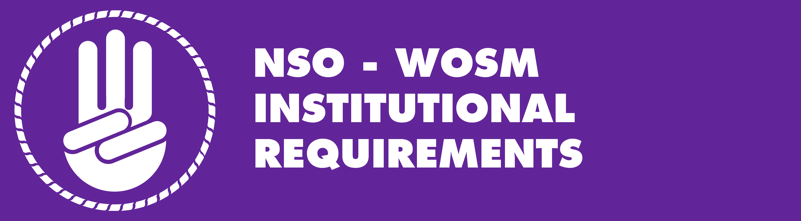 NSO - WOSM
INSTITUTIONAL
REQUIREMENTS